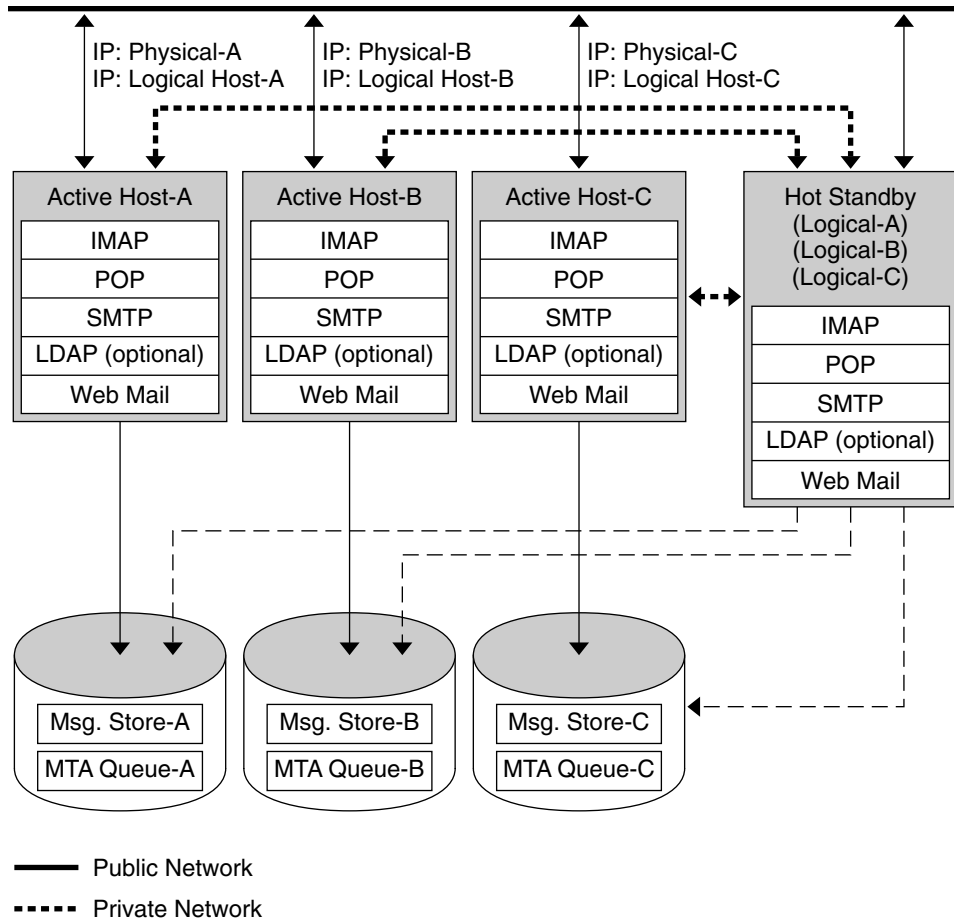 IP: Physical-A
IP: Logical Host-A
IP: Physical-B
IP: Logical Host-B
IP: Physical-C
IP: Logical Host-C
Active Host-A
IMAP
POP
SMTP
LDAP (optional)
Web Mail
Active Host-B
IMAP
POP
SMTP
LDAP (optional)
Web Mail
Active Host-C
IMAP
POP
SMTP
LDAP (optional)
Web Mail
Hot Standby
(Logical-A)
(Logical-B)
(Logical-C)
IMAP
POP
SMTP
LDAP (optional)
Web Mail
Msg. Store-A
MTA Queue-A
Msg. Store-B
MTA Queue-B
Msg. Store-C
MTA Queue-C
Public Network
Private Network